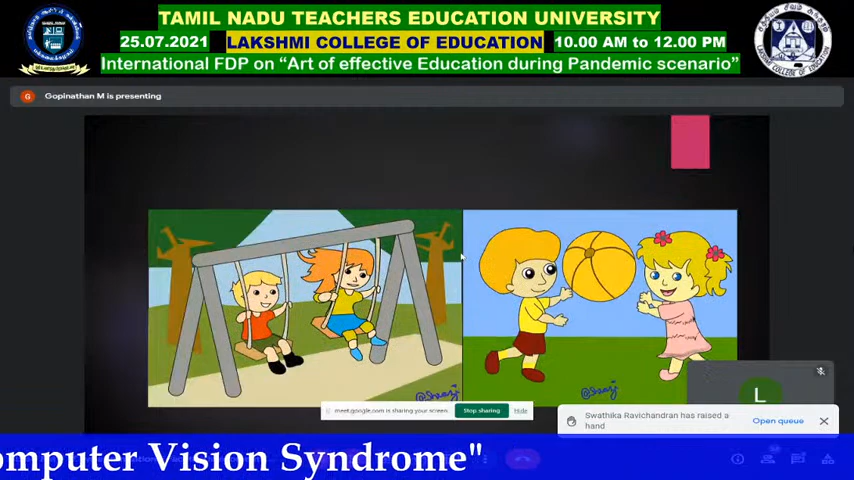 TAMIL NADU TEACHERS EDUCATION UNIVERSITY
25.07.2021 LAKSHMI COLLEGE OF EDUCATION 10.00 AM to 12.00 PM
International FDP on “Art of effective Education during Pandemic scenario”
G Gopinathan M is presenting
L
meet.google.com is sharing your screen. Stop sharing Hide
Swathika Ravichandran has raised a
hand
Open queue
omputer Vision Syndrome"